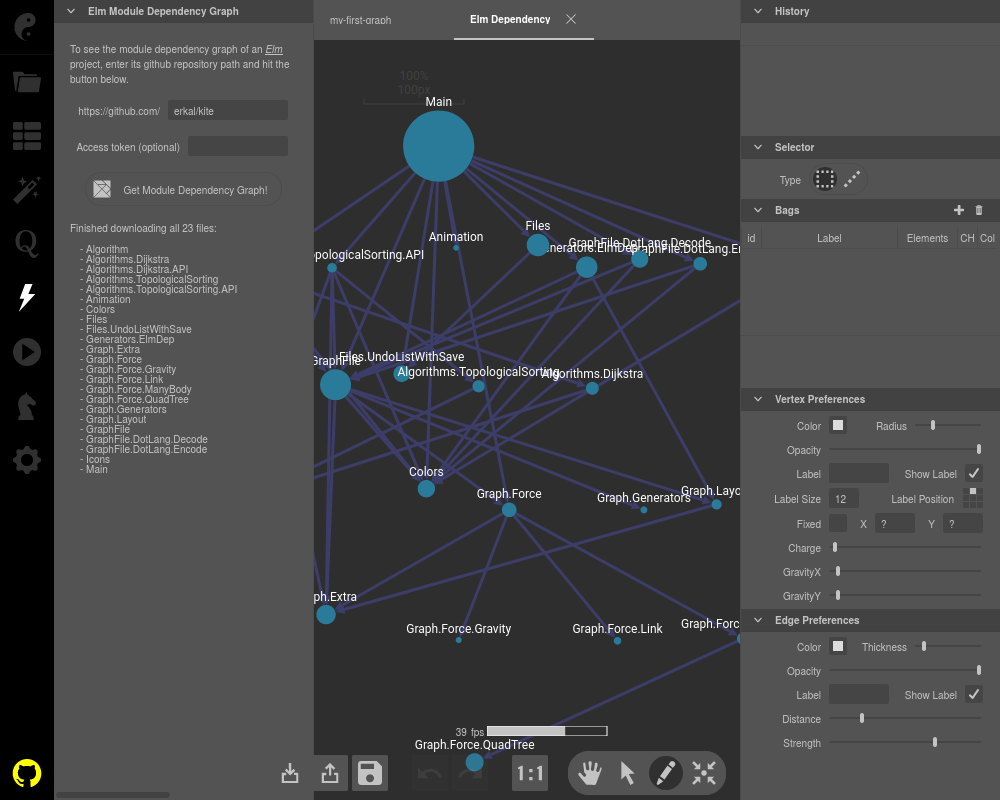 Elm Module Dependency Graph
To see the module dependency graph of an Elm
project, enter its github repository path and hit the
button below.
https://github.com/ erkal/kite
Access token (optional)
Get Module Dependency Graph!
Finished downloading all 23 files:
- Algorithm
- Algorithms.Dijkstra
- Algorithms.Dijkstra.API
- Algorithms.TopologicalSorting
- Algorithms.TopologicalSorting.API
- Animation
- Colors
- Files
- Files.UndoListWithSave
- Generators.ElmDep
- Graph.Extra
- Graph.Force
- Graph.Force.Gravity
- Graph.Force.Link
- Graph.Force.ManyBody
- Graph.Force.QuadTree
- Graph.Generators
- Graph.Layout
- GraphFile
- GraphFile.DotLang.Decode
- GraphFile.DotLang.Encode
- Icons
- Main
my-first-graph
Elm Dependency
100%
100px
Main
Animation
Files
opologicalSorting.API
nerators.ElmDep
GraphFile.DotLang.Decode
GraphFile.DotLang.En
GraphFile
Files.UndoListWithSave
Algorithms.TopologicalSorting
Algorithms.Dijkstra
Colors
Graph.Force
Graph.Generators
Graph.Layo
ph.Extra
Graph.Force.Gravity
Graph.Force.Link
Graph.Forc
39 fps
Graph.Force.QuadTree
1:1
History
Selector
Type
Bags
id Label Elements CH Col
Vertex Preferences
Color Radius
Opacity
Label Show Label
Label Size 12 Label Position
Fixed X ? Y ?
Charge
GravityX
GravityY
Edge Preferences
Color Thickness
Opacity
Label Show Label
Distance
Strength